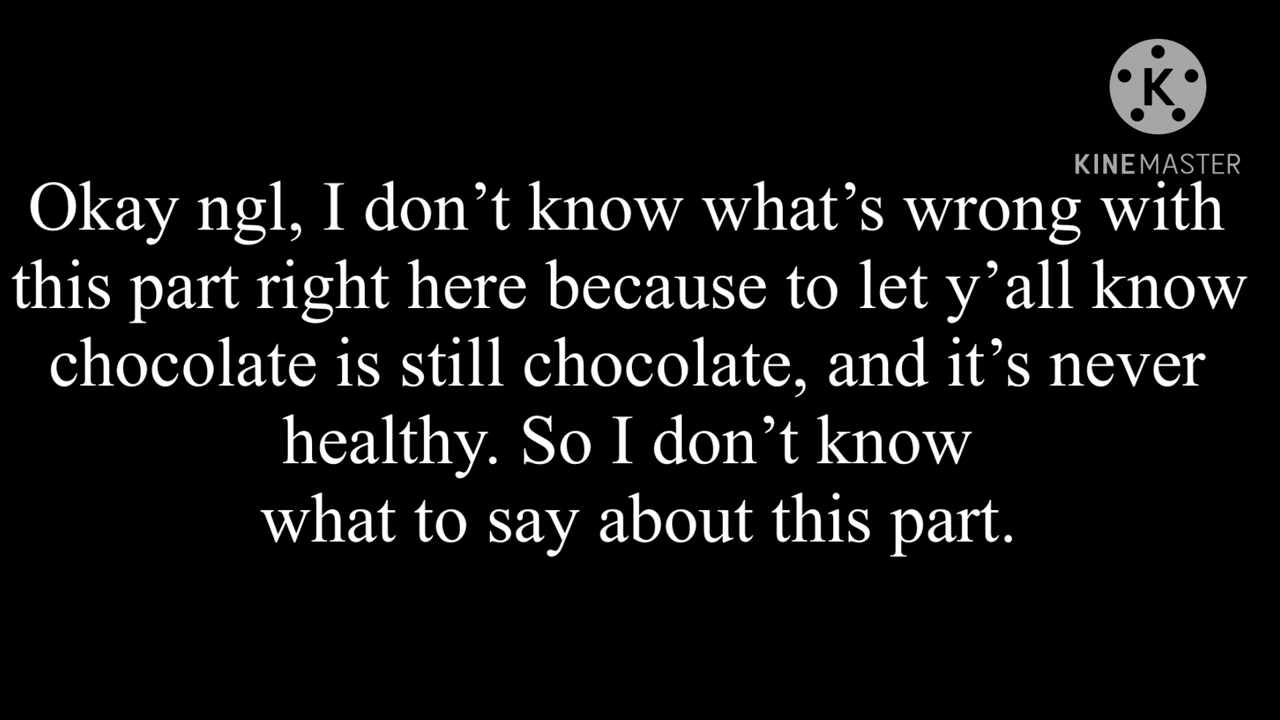 KINEMASTER
Okay ngl, I don’t know what’s wrong with
this part right here because to let y’all know
chocolate is still chocolate, and it’s never
healthy. So I don’t know
what to say about this part.